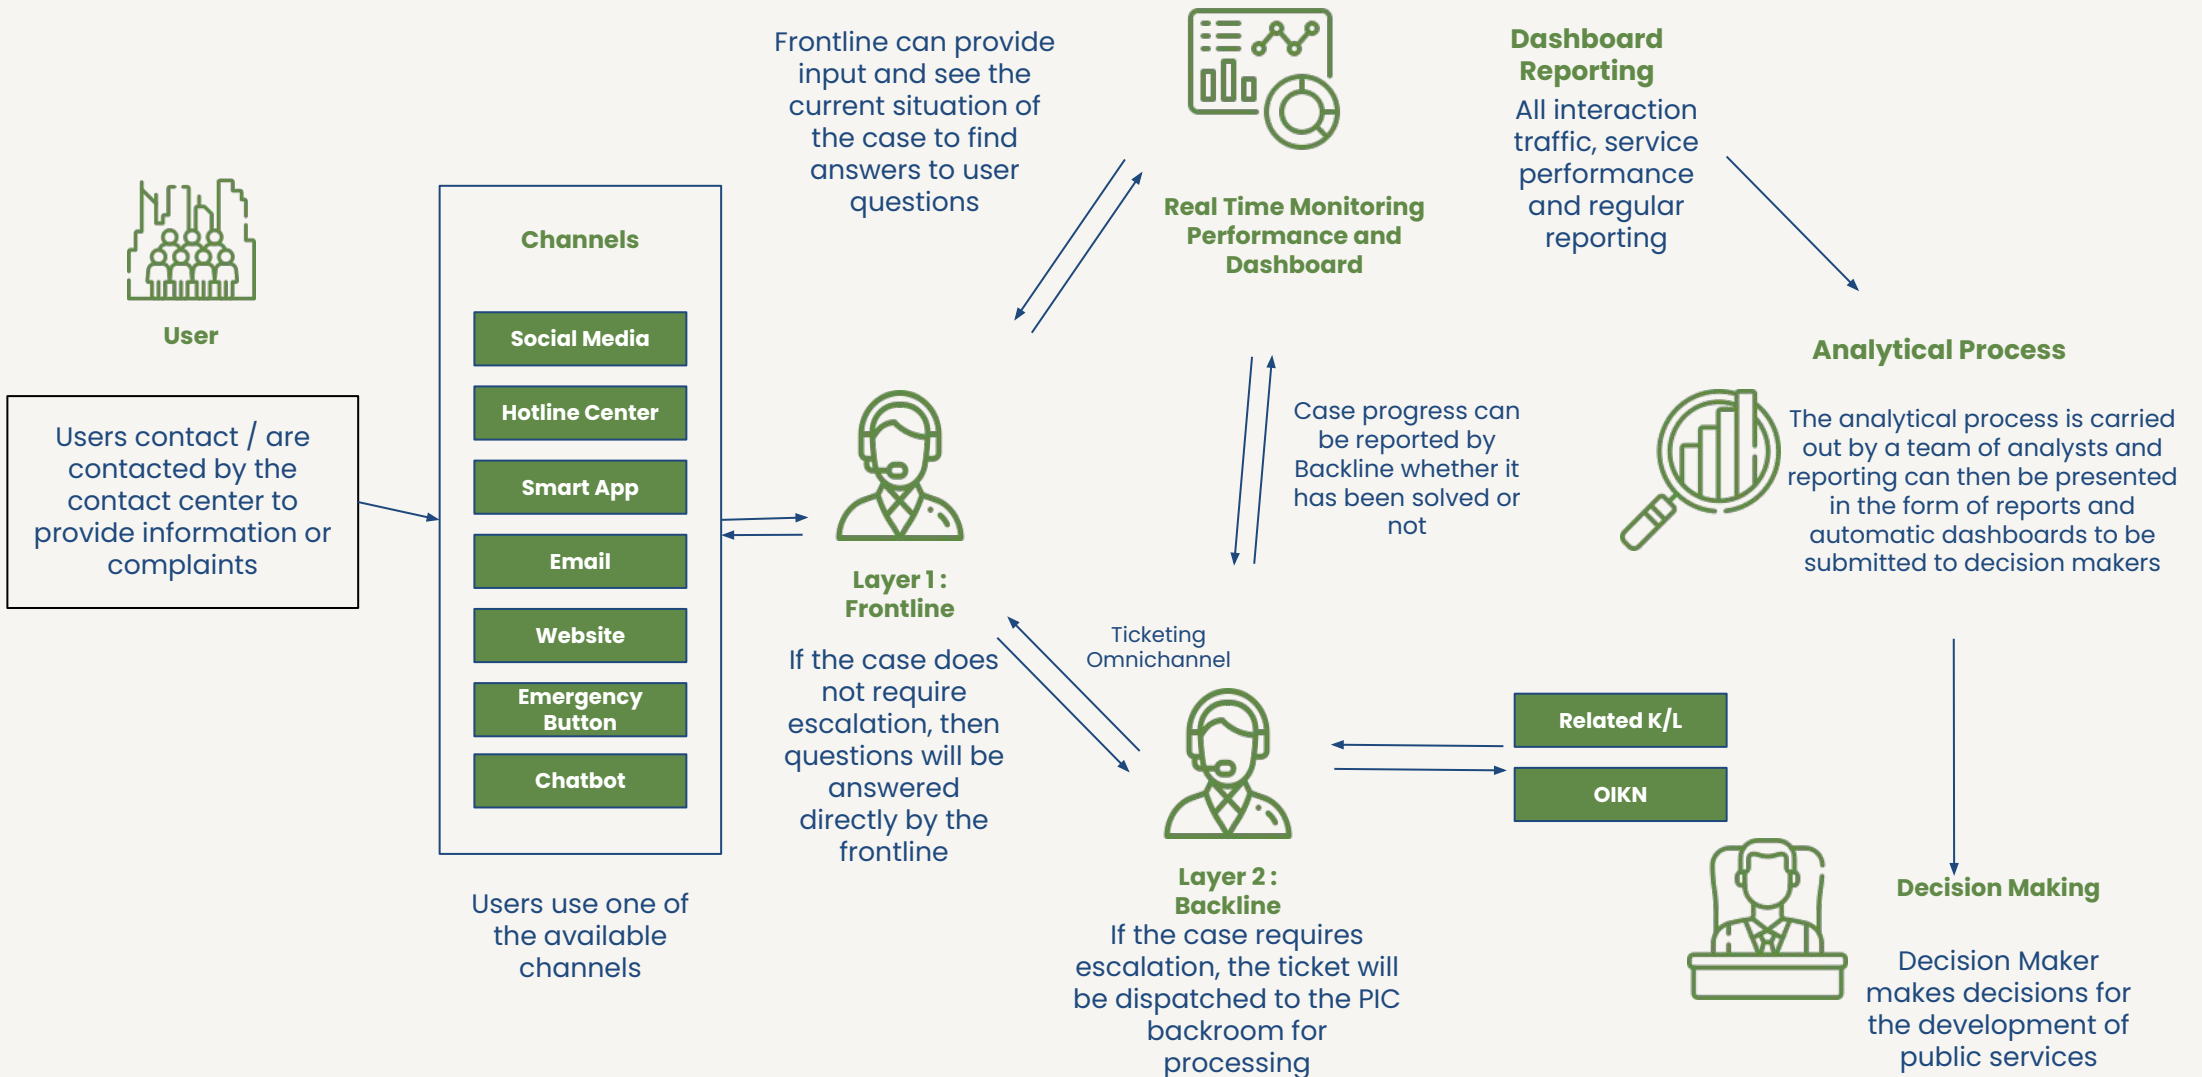 User
Users contact / are
contacted by the
contact center to
provide information or
complaints
Channels
Social Media
Hotline Center
Smart App
Email
Website
Emergency
Button
Chatbot
Users use one of
the available
channels
Frontline can provide
input and see the
current situation of
the case to find
answers to user
questions
Layer 1 :
Frontline
If the case does
not require
escalation, then
questions will be
answered
directly by the
frontline
Real Time Monitoring
Performance and
Dashboard
Case progress can
be reported by
Backline whether it
has been solved or
not
Ticketing
Omnichannel
Layer 2 :
Backline
If the case requires
escalation, the ticket will
be dispatched to the PIC
backroom for
processing
Related K/L
OIKN
Dashboard
Reporting
All interaction
traffic, service
performance
and regular
reporting
Analytical Process
The analytical process is carried
out by a team of analysts and
reporting can then be presented
in the form of reports and
automatic dashboards to be
submitted to decision makers
Decision Making
Decision Maker
makes decisions for
the development of
public services